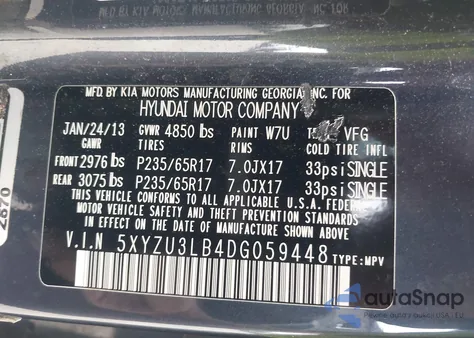 MFD.BY KIA MOTORS MANUFACTURING GEORGIA, INC. FOR
HYUNDAI MOTOR COMPANY
JAN/24/13 GVWR 4850 lbs PAINT W7U VFG
GAWR TIRES RIMS COLD TIRE INFL.
FRONT 2976 lbs P235/65R17 7.0JX17 33psi SINGLE
REAR 3075 lbs P235/65R17 7.0JX17 33psi SINGLE
THIS VEHICLE CONFORMS TO ALL APPLICABLE U.S.A. FEDERAL
MOTOR VEHICLE SAFETY STANDARDS IN EFFECT ON THE
DATE OF MANUFACTURE SHOWN ABOVE.
V.I.N 5XYZU3LB4DG059448 TYPE:MPV
2B70
autoSnap